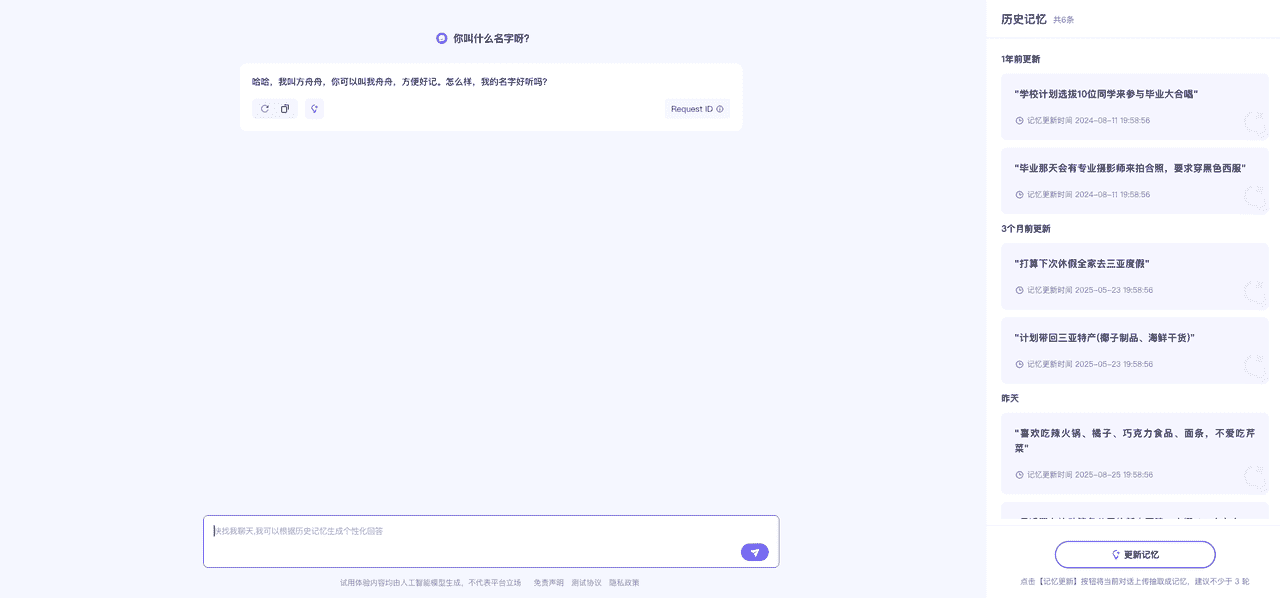 你叫什么名字呀?
哈哈，我叫方舟舟，你可以叫我舟舟，方便好记。怎么样，我的名字好听吗?
Request ID
快找我聊天,我可以根据历史记忆生成个性化回答
试用体验内容均由人工智能模型生成，不代表平台立场 免责声明 测试协议 隐私政策
历史记忆 共6条
1年前更新
"学校计划选拔10位同学来参与毕业大合唱"
记忆更新时间 2024-08-11 19:58:56
"毕业那天会有专业摄影师来拍合照，要求穿黑色西服"
记忆更新时间 2024-08-11 19:58:56
3个月前更新
"打算下次休假全家去三亚度假"
记忆更新时间 2025-05-23 19:58:56
"计划带回三亚特产(椰子制品、海鲜干货)"
记忆更新时间 2025-05-23 19:58:56
昨天
"喜欢吃辣火锅、橘子、巧克力食品、面条，不爱吃芹
菜"
记忆更新时间 2025-08-25 19:58:56
更新记忆
点击【记忆更新】按钮将当前对话上传抽取成记忆，建议不少于 3 轮